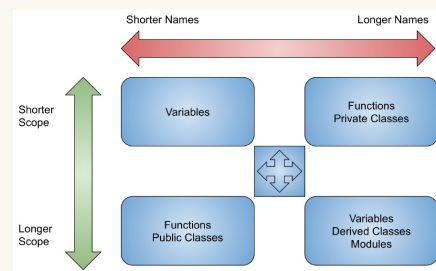 Shorter Names
Longer Names
Shorter
Scope
Variables
Functions
Private Classes
Longer
Scope
Functions
Public Classes
Variables
Derived Classes
Modules